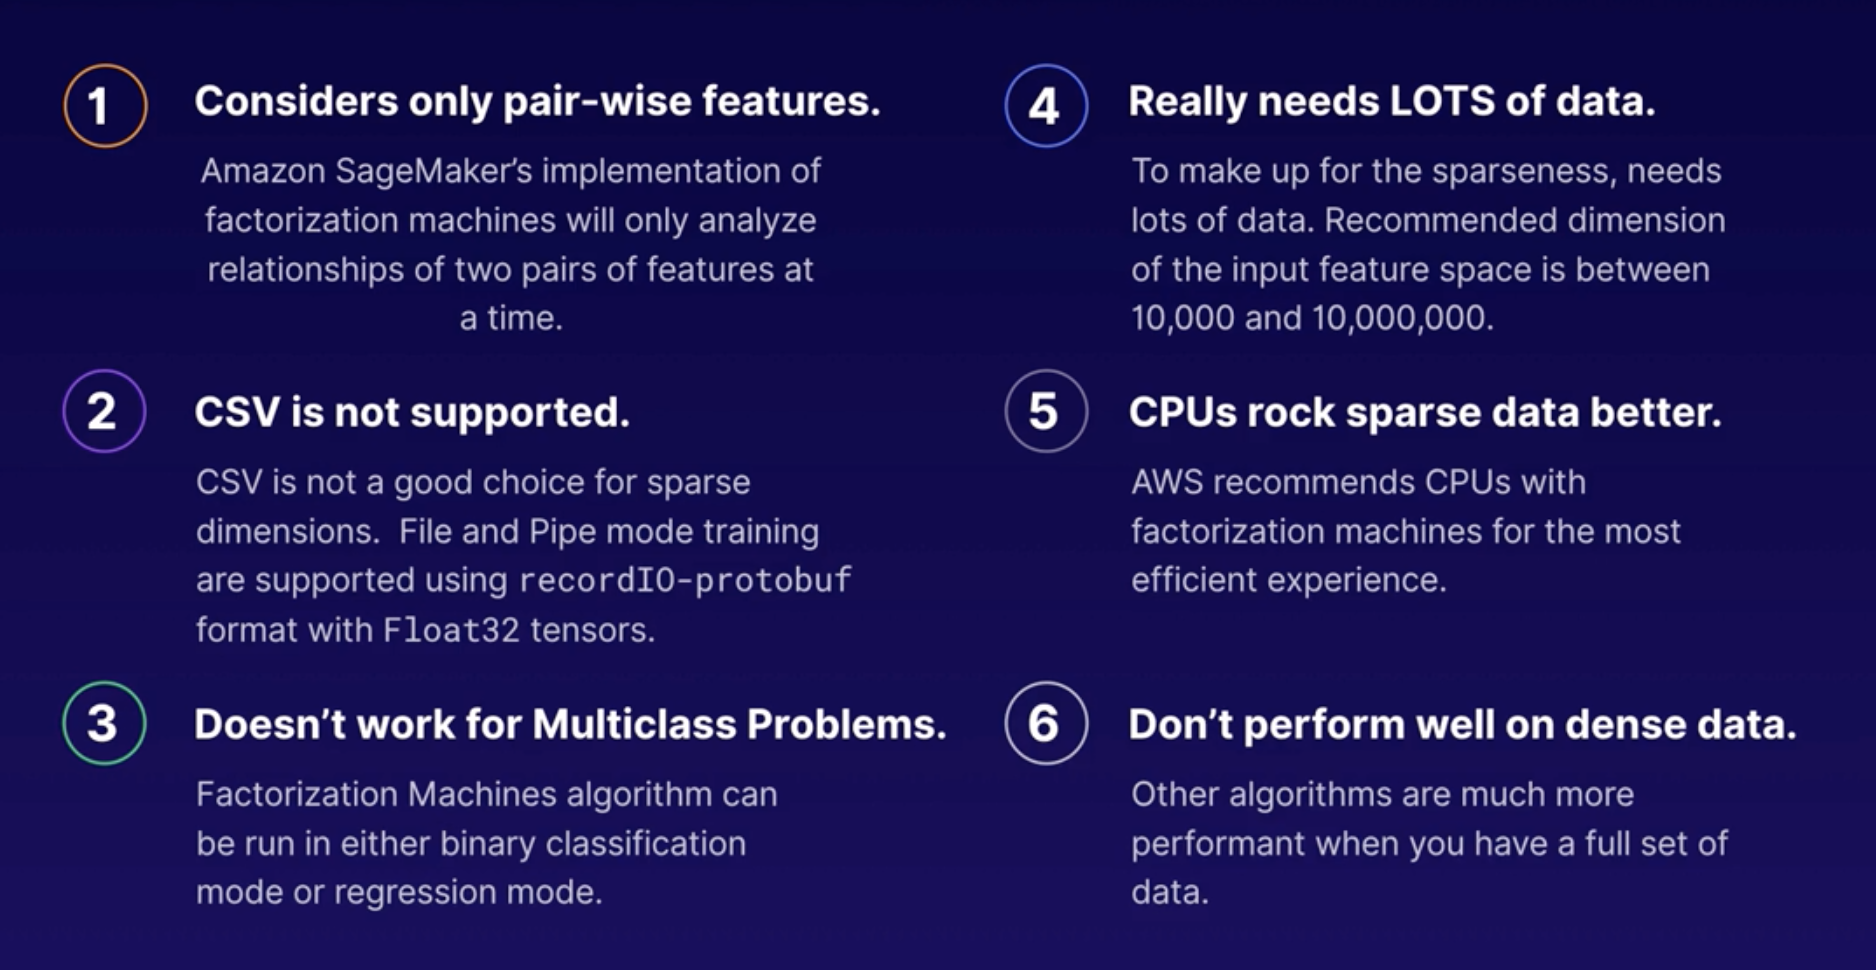 1
Considers only pair-wise features.
Amazon SageMaker's implementation of
factorization machines will only analyze
relationships of two pairs of features at
a time.
2
CSV is not supported.
CSV is not a good choice for sparse
dimensions.  File and Pipe mode training
are supported using recordIO-protobuf
format with Float32 tensors.
3
Doesn't work for Multiclass Problems.
Factorization Machines algorithm can
be run in either binary classification
mode or regression mode.
4
Really needs LOTS of data.
To make up for the sparseness, needs
lots of data. Recommended dimension
of the input feature space is between
10,000 and 10,000,000.
5
CPUs rock sparse data better.
AWS recommends CPUs with
factorization machines for the most
efficient experience.
6
Don't perform well on dense data.
Other algorithms are much more
performant when you have a full set of
data.